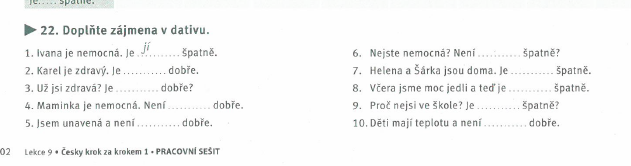 je..... špatně.
▶ 22. Doplňte zájmena v dativu.
1. Ivana je nemocná. Je ..jí........ špatně.
2. Karel je zdravý. Je ........... dobře.
3. Už jsi zdravá? Je ........... dobře?
4. Maminka je nemocná. Není ........... dobře.
5. Jsem unavená a není ........... dobře.
6. Nejste nemocná? Není ........... špatně?
7. Helena a Šárka jsou doma. Je ........... špatně.
8. Včera jsme moc jedli a teď je ........... špatně.
9. Proč nejsi ve škole? Je ........... špatně?
10. Děti mají teplotu a není ........... dobře.
02 Lekce 9 • Česky krok za krokem 1 • PRACOVNÍ SEŠIT